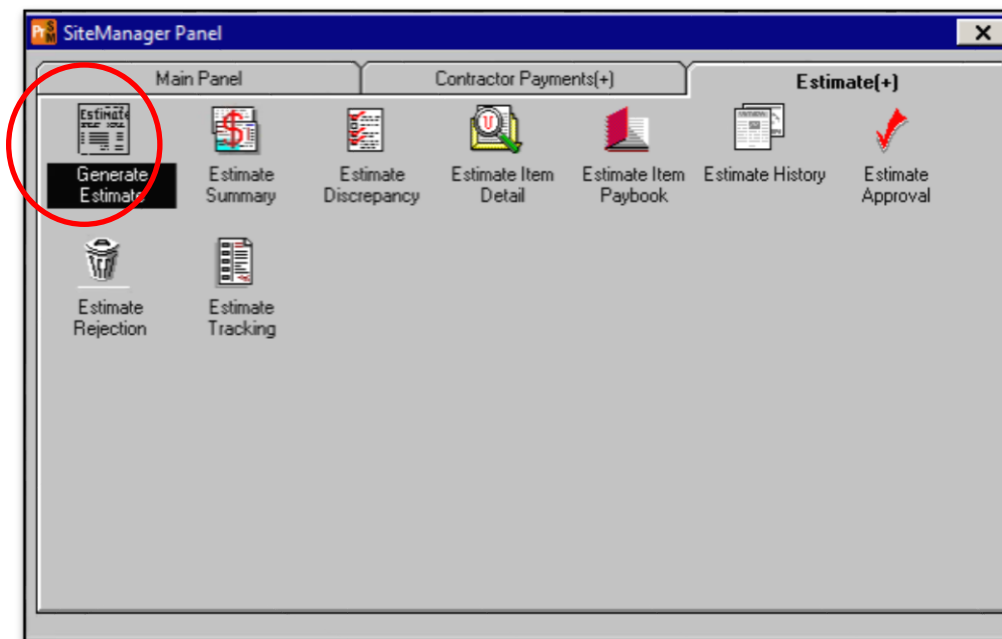 SiteManager Panel
Main Panel
Contractor Payments(+)
Estimate(+)
Estimate
Generate
Estimate
Estimate
Summary
Estimate
Discrepancy
Estimate Item
Detail
Estimate Item
Paybook
Estimate History
Estimate
Approval
Estimate
Rejection
Estimate
Tracking